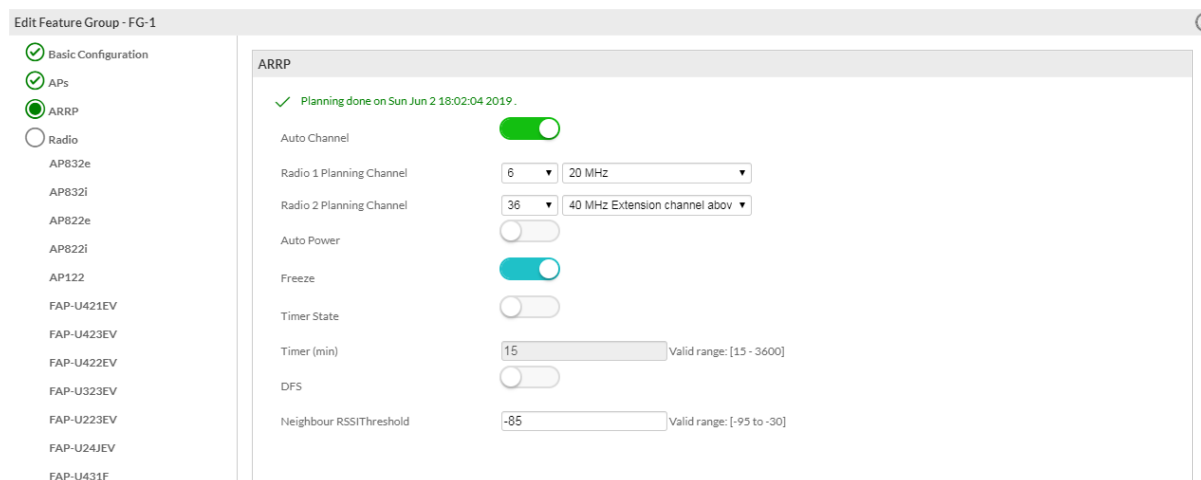 Edit Feature Group - FG-1
Basic Configuration
APs
ARRP
Radio
AP832e
AP832i
AP822e
AP822i
AP122
FAP-U421EV
FAP-U423EV
FAP-U422EV
FAP-U323EV
FAP-U223EV
FAP-U24JEV
FAP-U431F
ARRP
Planning done on Sun Jun 2 18:02:04 2019 .
Auto Channel
Radio 1 Planning Channel 6 20 MHz
Radio 2 Planning Channel 36 40 MHz Extension channel abov
Auto Power
Freeze
Timer State
Timer (min) 15 Valid range: [15 - 3600]
DFS
Neighbour RSSIThreshold -85 Valid range: [-95 to -30]